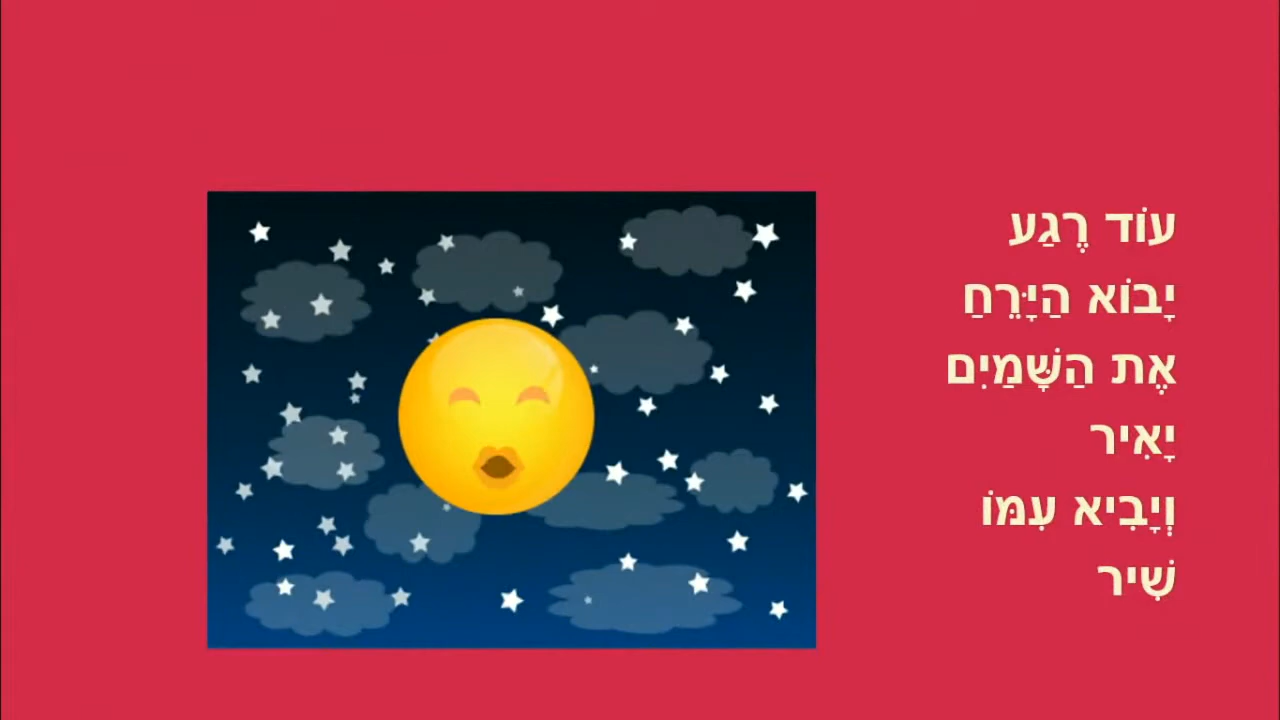 עוֹד רֶגַע
יָבוֹא הַיָּרֵחַ
אֶת הַשָּׁמַיִם
יָאִיר
וְיָבִיא עִמּוֹ
שִׁיר